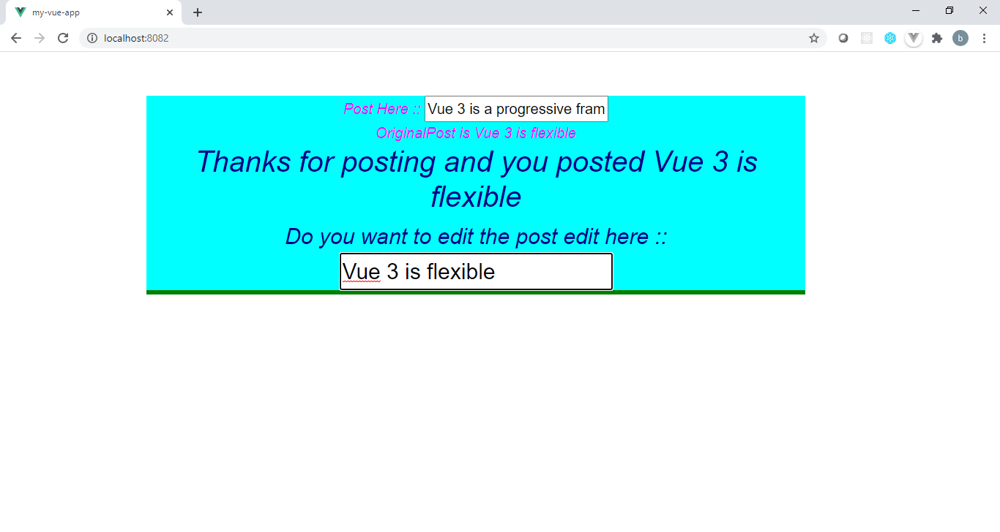 my-vue-app
localhost:8082
b
Post Here :: Vue 3 is a progressive fram
OriginalPost is Vue 3 is flexible
Thanks for posting and you posted Vue 3 is
flexible
Do you want to edit the post edit here ::
Vue 3 is flexible